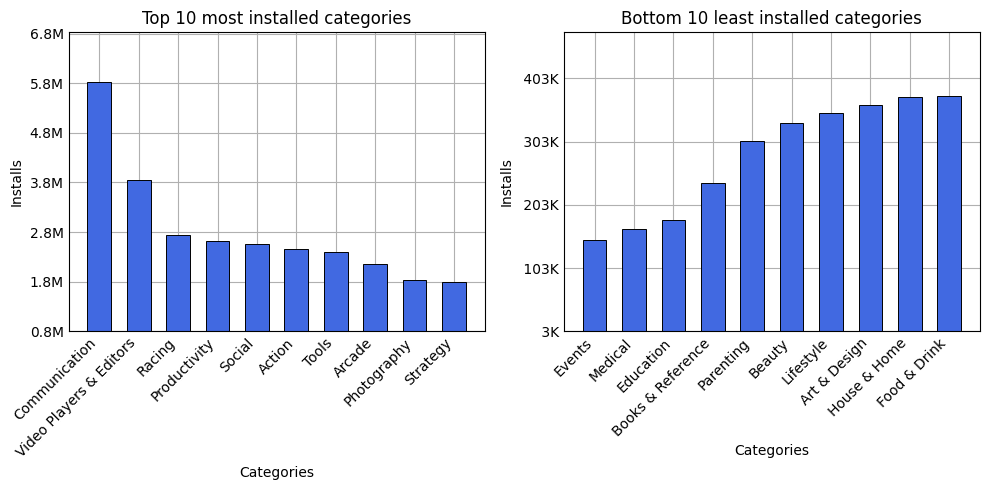 Top 10 most installed categories
6.8M
5.8M
4.8M
3.8M
2.8M
1.8M
0.8M
Installs
Communication
Video Players & Editors
Racing
Productivity
Social
Action
Tools
Arcade
Photography
Strategy
Categories
Bottom 10 least installed categories
403K
303K
203K
103K
3K
Installs
Events
Medical
Education
Books & Reference
Parenting
Beauty
Lifestyle
Art & Design
House & Home
Food & Drink
Categories